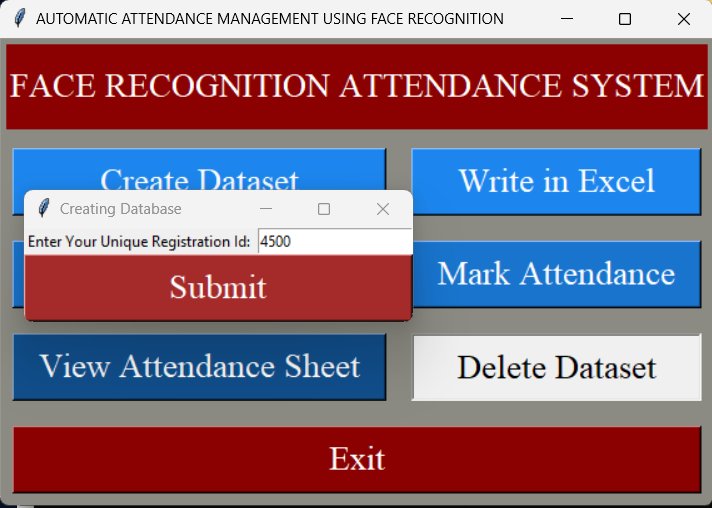 AUTOMATIC ATTENDANCE MANAGEMENT USING FACE RECOGNITION
FACE RECOGNITION ATTENDANCE SYSTEM
Create Dataset
Write in Excel
Creating Database
Enter Your Unique Registration Id: 4500
Submit
Mark Attendance
View Attendance Sheet
Delete Dataset
Exit